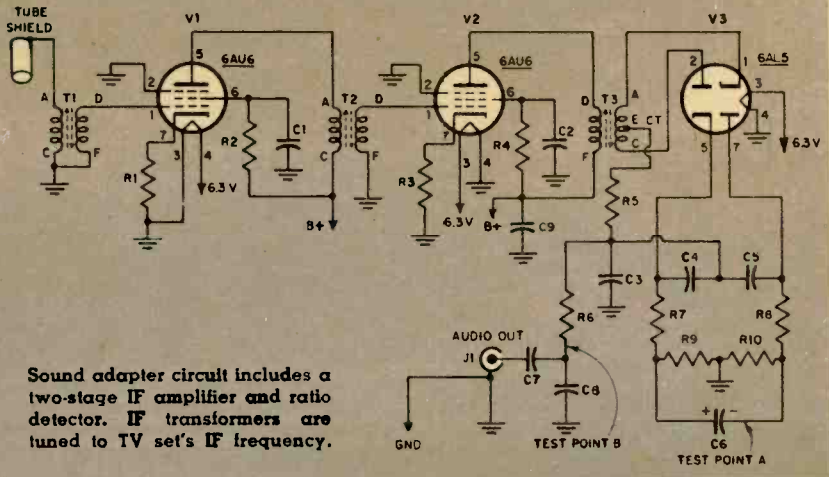 TUBE
SHIELD
V1
V2
V3
6AU6
6AU6
6AL5
5
5
2
1
A
T1
D
2
6
1
C1
A
T2
D
2
6
1
C2
D
T3
A
E CT
3
4
C
F
7
R2
C
F
7
R4
F
C
5
7
6.3V
R1
3
4
6.3V
R3
3
4
R5
B+
6.3V
B+
C9
C4
C5
C3
R6
R7
R8
R9
R10
AUDIO OUT
J1
C7
C8
+
-
C6
GND
TEST POINT B
TEST POINT A
Sound adapter circuit includes a
two-stage IF amplifier and ratio
detector. IF transformers are
tuned to TV set's IF frequency.